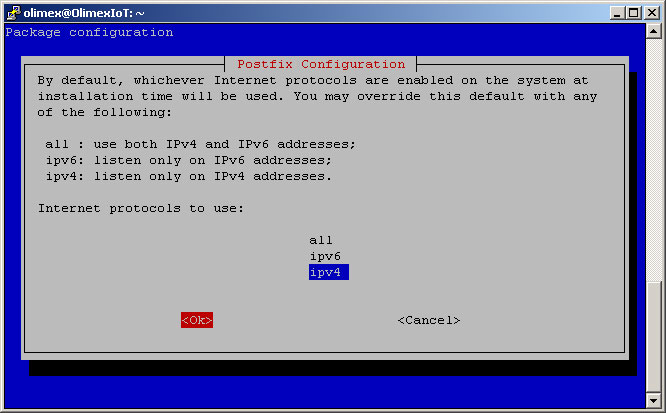 olimex@OlimexIoT: ~
Package configuration
Postfix Configuration
By default, whichever Internet protocols are enabled on the system at
installation time will be used. You may override this default with any
of the following:
all : use both IPv4 and IPv6 addresses;
ipv6: listen only on IPv6 addresses;
ipv4: listen only on IPv4 addresses.
Internet protocols to use:
all
ipv6
ipv4
<Ok> <Cancel>